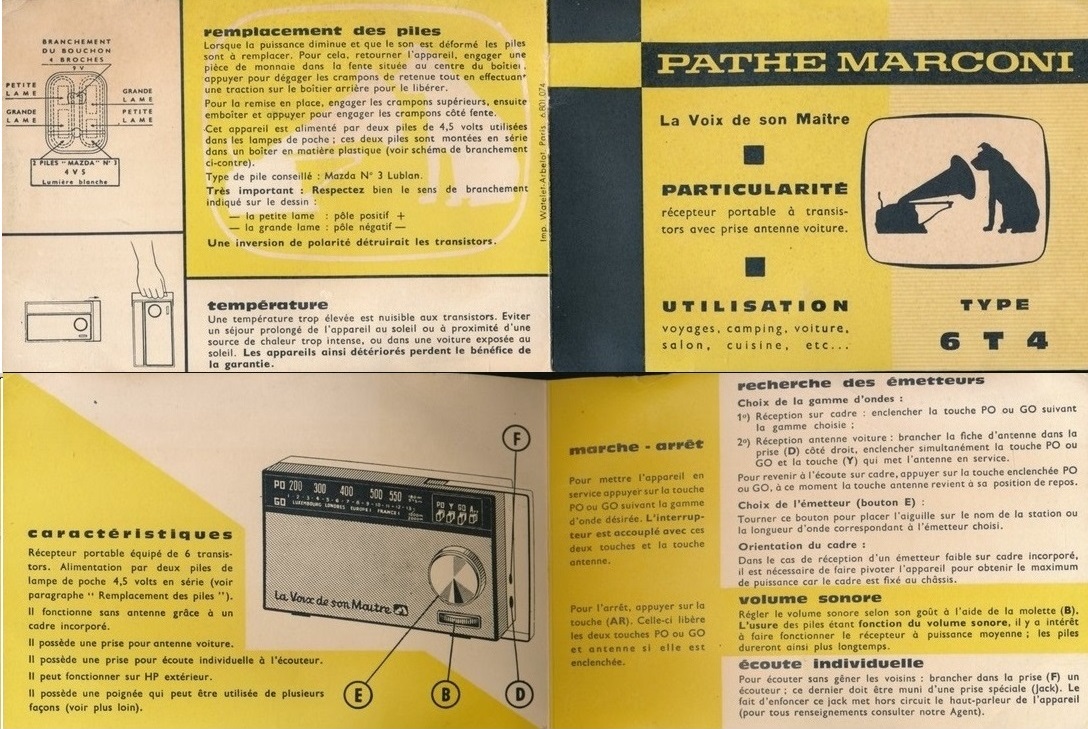 BRANCHEMENT
DU BOUCHON
4 BROCHES
9 V
PETITE
LAME
GRANDE
LAME
GRANDE
LAME
PETITE
LAME
2 PILES "MAZDA" N° 3
4 V 5
Lumière blanche
remplacement des piles
Lorsque la puissance diminue et que le son est déformé les piles
sont à remplacer. Pour cela, retourner l'appareil, engager une
pièce de monnaie dans la fente située au centre du boîtier,
appuyer pour dégager les crampons de retenue tout en effectuant
une traction sur le boîtier arrière pour le libérer.
Pour la remise en place, engager les crampons supérieurs, ensuite
emboîter et appuyer pour engager les crampons côté fente.
Cet appareil est alimenté par deux piles de 4,5 volts utilisées
dans les lampes de poche ; ces deux piles sont montées en série
dans un boîter en matière plastique (voir schéma de branchement
ci-contre).
Type de pile conseillé : Mazda N° 3 Lublan.
Très important : Respectez bien le sens de branchement
indiqué sur le dessin :
— la petite lame : pôle positif +
— la grande lame : pôle négatif —
Une inversion de polarité détruirait les transistors.
température
Une température trop élevée est nuisible aux transistors. Eviter
un séjour prolongé de l'appareil au soleil ou à proximité d'une
source de chaleur trop intense, ou dans une voiture exposée au
soleil. Les appareils ainsi détériorés perdent le bénéfice de
la garantie.
Imp. Watelet-Arbelot, Paris 6.801.074
PATHE MARCONI
La Voix de son Maître
PARTICULARITÉ
récepteur portable à transis-
tors avec prise antenne voiture.
UTILISATION
voyages, camping, voiture,
salon, cuisine, etc...
TYPE
6 T 4
caractéristiques
Récepteur portable équipé de 6 transis-
tors. Alimentation par deux piles de
lampe de poche 4,5 volts en série (voir
paragraphe " Remplacement des piles ").
Il fonctionne sans antenne grâce à un
cadre incorporé.
Il possède une prise pour antenne voiture.
Il possède une prise pour écoute individuelle à l'écouteur.
Il peut fonctionner sur HP extérieur.
Il possède une poignée qui peut être utilisée de plusieurs
façons (voir plus loin).
F
PO 200 300 400 500 550
GO 1 - 2 - 3 - 4 - 5 - 6 - 7 - 8 - 9 - 10 - 11 - 12 - 13
LUXEMBOURG LONDRES EUROPE 1 FRANCE 1
PO Y GO A.
La Voix de son Maître
E
B
D
marche - arrêt
Pour mettre l'appareil en
service appuyer sur la touche
PO ou GO suivant la gamme
d'onde désirée. L'interrup-
teur est accouplé avec ces
deux touches et la touche
antenne.
Pour l'arrêt, appuyer sur la
touche (AR). Celle-ci libère
les deux touches PO ou GO
et antenne si elle est
enclenchée.
recherche des émetteurs
Choix de la gamme d'ondes :
1°) Réception sur cadre : enclencher la touche PO ou GO suivant
la gamme choisie ;
2°) Réception antenne voiture : brancher la fiche d'antenne dans la
prise (D) côté droit, enclencher simultanément la touche PO ou
GO et la touche (Y) qui met l'antenne en service.
Pour revenir à l'écoute sur cadre, appuyer sur la touche enclenchée PO
ou GO, à ce moment la touche antenne revient à sa position de repos.
Choix de l'émetteur (bouton E) :
Tourner ce bouton pour placer l'aiguille sur le nom de la station ou
la longueur d'onde correspondant à l'émetteur choisi.
Orientation du cadre :
Dans le cas de réception d'un émetteur faible sur cadre incorporé,
il est nécessaire de faire pivoter l'appareil pour obtenir le maximum
de puissance car le cadre est fixé au châssis.
volume sonore
Régler le volume sonore selon son goût à l'aide de la molette (B).
L'usure des piles étant fonction du volume sonore, il y a intérêt
à faire fonctionner le récepteur à puissance moyenne ; les piles
dureront ainsi plus longtemps.
écoute individuelle
Pour écouter sans gêner les voisins : brancher dans la prise (F) un
écouteur ; ce dernier doit être muni d'une prise spéciale (Jack). Le
fait d'enfoncer ce jack met hors circuit le haut-parleur de l'appareil
(pour tous renseignements consulter notre Agent).